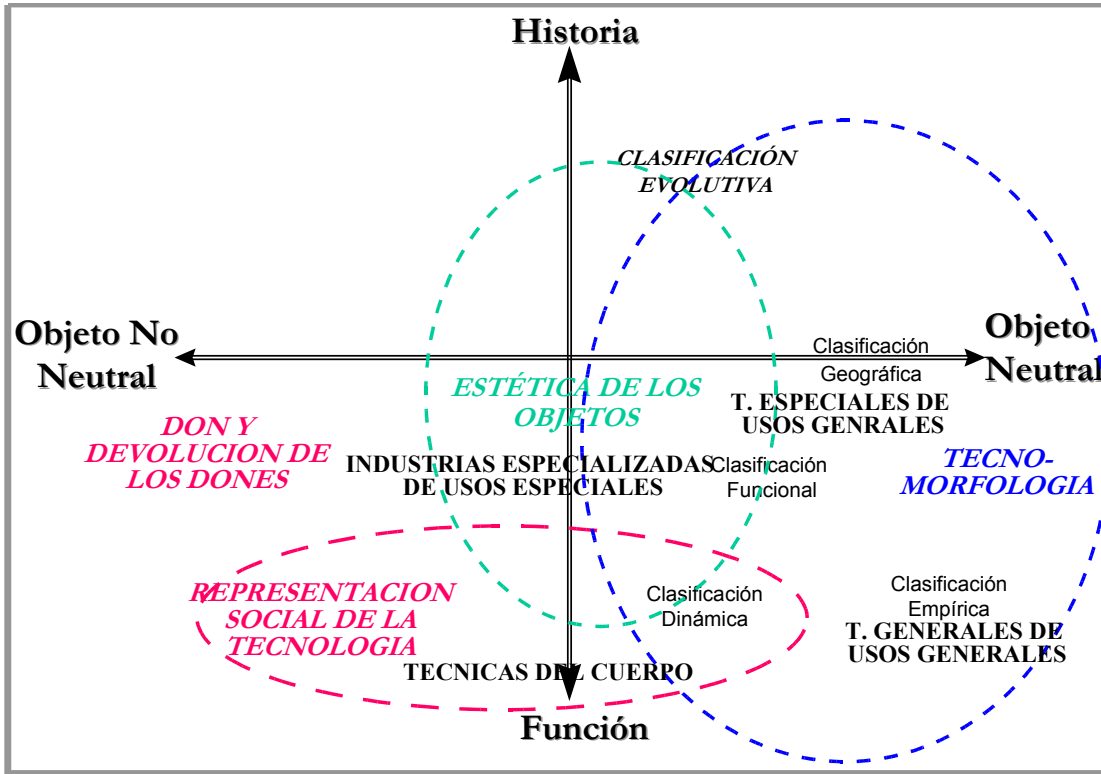 Historia
CLASIFICACIÓN
EVOLUTIVA
Objeto No
Neutral
Objeto
Neutral
Clasificación
Geográfica
ESTÉTICA DE LOS
OBJETOS
T. ESPECIALES DE
USOS GENRALES
DON Y
DEVOLUCION DE
LOS DONES
INDUSTRIAS ESPECIALIZADAS
DE USOS ESPECIALES
Clasificación
Funcional
TECNO-
MORFOLOGIA
REPRESENTACION
SOCIAL DE LA
TECNOLOGIA
Clasificación
Dinámica
Clasificación
Empírica
T. GENERALES DE
USOS GENERALES
TECNICAS DEL CUERPO
Función